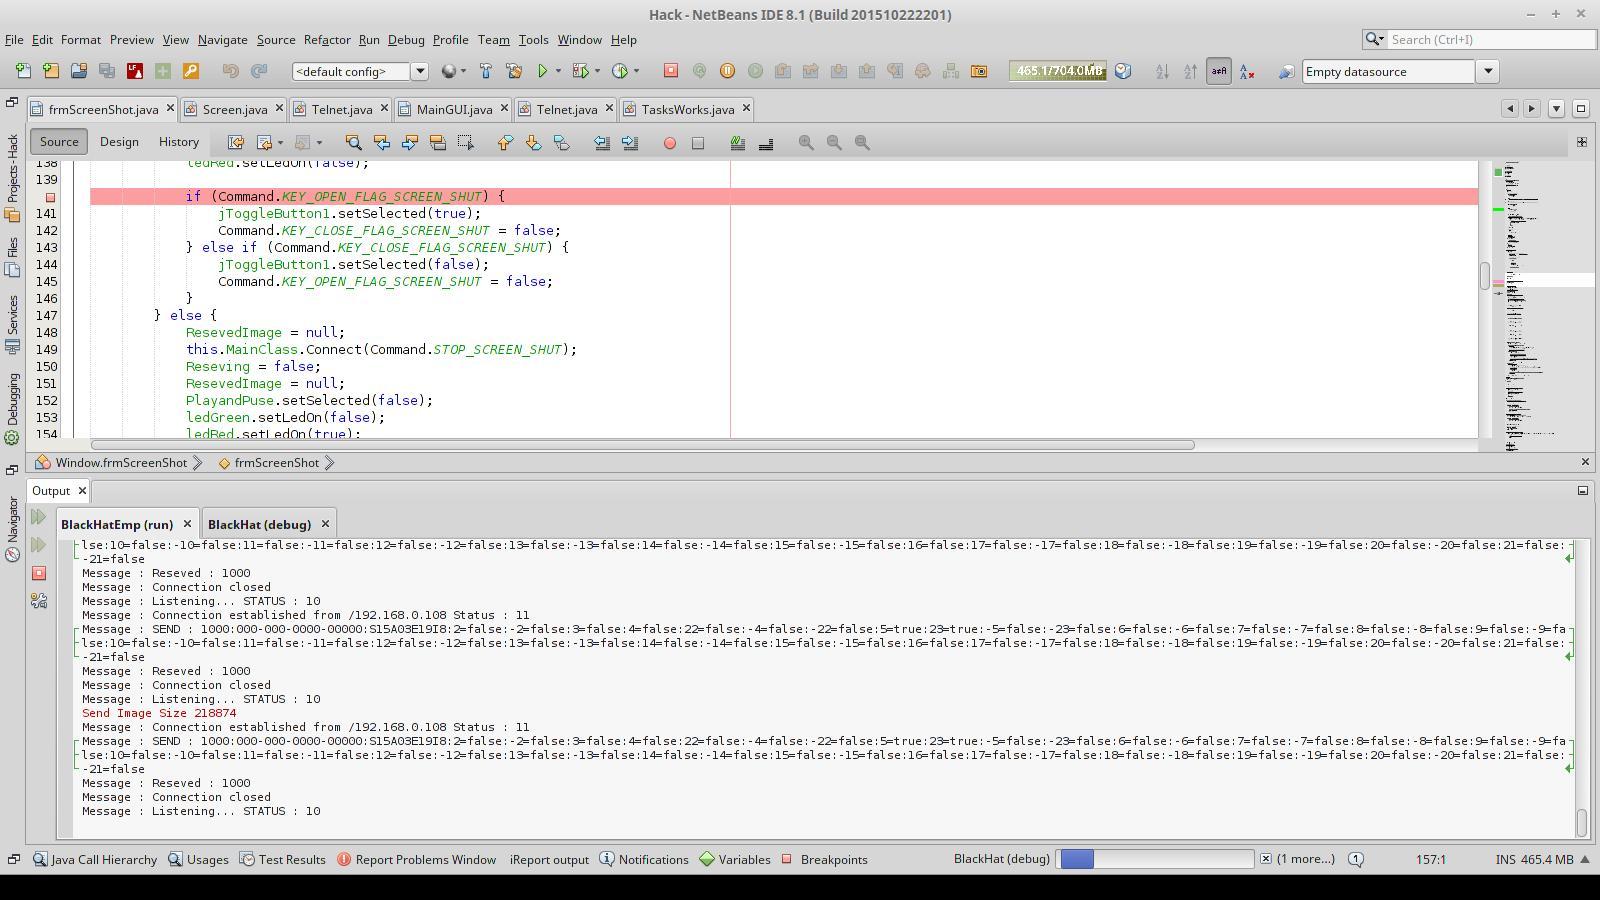 Hack - NetBeans IDE 8.1 (Build 201510222201)
File Edit Format Preview View Navigate Source Refactor Run Debug Profile Team Tools Window Help
Search (Ctrl+I)
<default config>
465.1/704.0MB
Empty datasource
frmScreenShot.java Screen.java Telnet.java MainGUI.java Telnet.java TasksWorks.java
Source Design History
Projects - Hack
Files
Services
Debugging
Navigator
138 ledRed.setLedOn(false);
139
if (Command.KEY_OPEN_FLAG_SCREEN_SHUT) {
141 jToggleButton1.setSelected(true);
142 Command.KEY_CLOSE_FLAG_SCREEN_SHUT = false;
143 } else if (Command.KEY_CLOSE_FLAG_SCREEN_SHUT) {
144 jToggleButton1.setSelected(false);
145 Command.KEY_OPEN_FLAG_SCREEN_SHUT = false;
146 }
147 } else {
148 ResevedImage = null;
149 this.MainClass.Connect(Command.STOP_SCREEN_SHUT);
150 Reseving = false;
151 ResevedImage = null;
152 PlayandPuse.setSelected(false);
153 ledGreen.setLedOn(false);
154 ledRed.setLedOn(true);
Window.frmScreenShot frmScreenShot
Output
BlackHatEmp (run) BlackHat (debug)
lse:10=false:-10=false:11=false:-11=false:12=false:-12=false:13=false:-13=false:14=false:-14=false:15=false:-15=false:16=false:17=false:-17=false:18=false:-18=false:19=false:-19=false:20=false:-20=false:21=false:
-21=false
Message : Reseved : 1000
Message : Connection closed
Message : Listening... STATUS : 10
Message : Connection established from /192.168.0.108 Status : 11
Message : SEND : 1000:000-000-0000-00000:S15A03E19I8:2=false:-2=false:3=false:4=false:22=false:-4=false:-22=false:5=true:23=true:-5=false:-23=false:6=false:-6=false:7=false:-7=false:8=false:-8=false:9=false:-9=fa
lse:10=false:-10=false:11=false:-11=false:12=false:-12=false:13=false:-13=false:14=false:-14=false:15=false:-15=false:16=false:17=false:-17=false:18=false:-18=false:19=false:-19=false:20=false:-20=false:21=false:
-21=false
Message : Reseved : 1000
Message : Connection closed
Message : Listening... STATUS : 10
Send Image Size 218874
Message : Connection established from /192.168.0.108 Status : 11
Message : SEND : 1000:000-000-0000-00000:S15A03E19I8:2=false:-2=false:3=false:4=false:22=false:-4=false:-22=false:5=true:23=true:-5=false:-23=false:6=false:-6=false:7=false:-7=false:8=false:-8=false:9=false:-9=fa
lse:10=false:-10=false:11=false:-11=false:12=false:-12=false:13=false:-13=false:14=false:-14=false:15=false:-15=false:16=false:17=false:-17=false:18=false:-18=false:19=false:-19=false:20=false:-20=false:21=false:
-21=false
Message : Reseved : 1000
Message : Connection closed
Message : Listening... STATUS : 10
Java Call Hierarchy Usages Test Results Report Problems Window iReport output Notifications Variables Breakpoints BlackHat (debug) (1 more...) 1 157:1 INS 465.4 MB